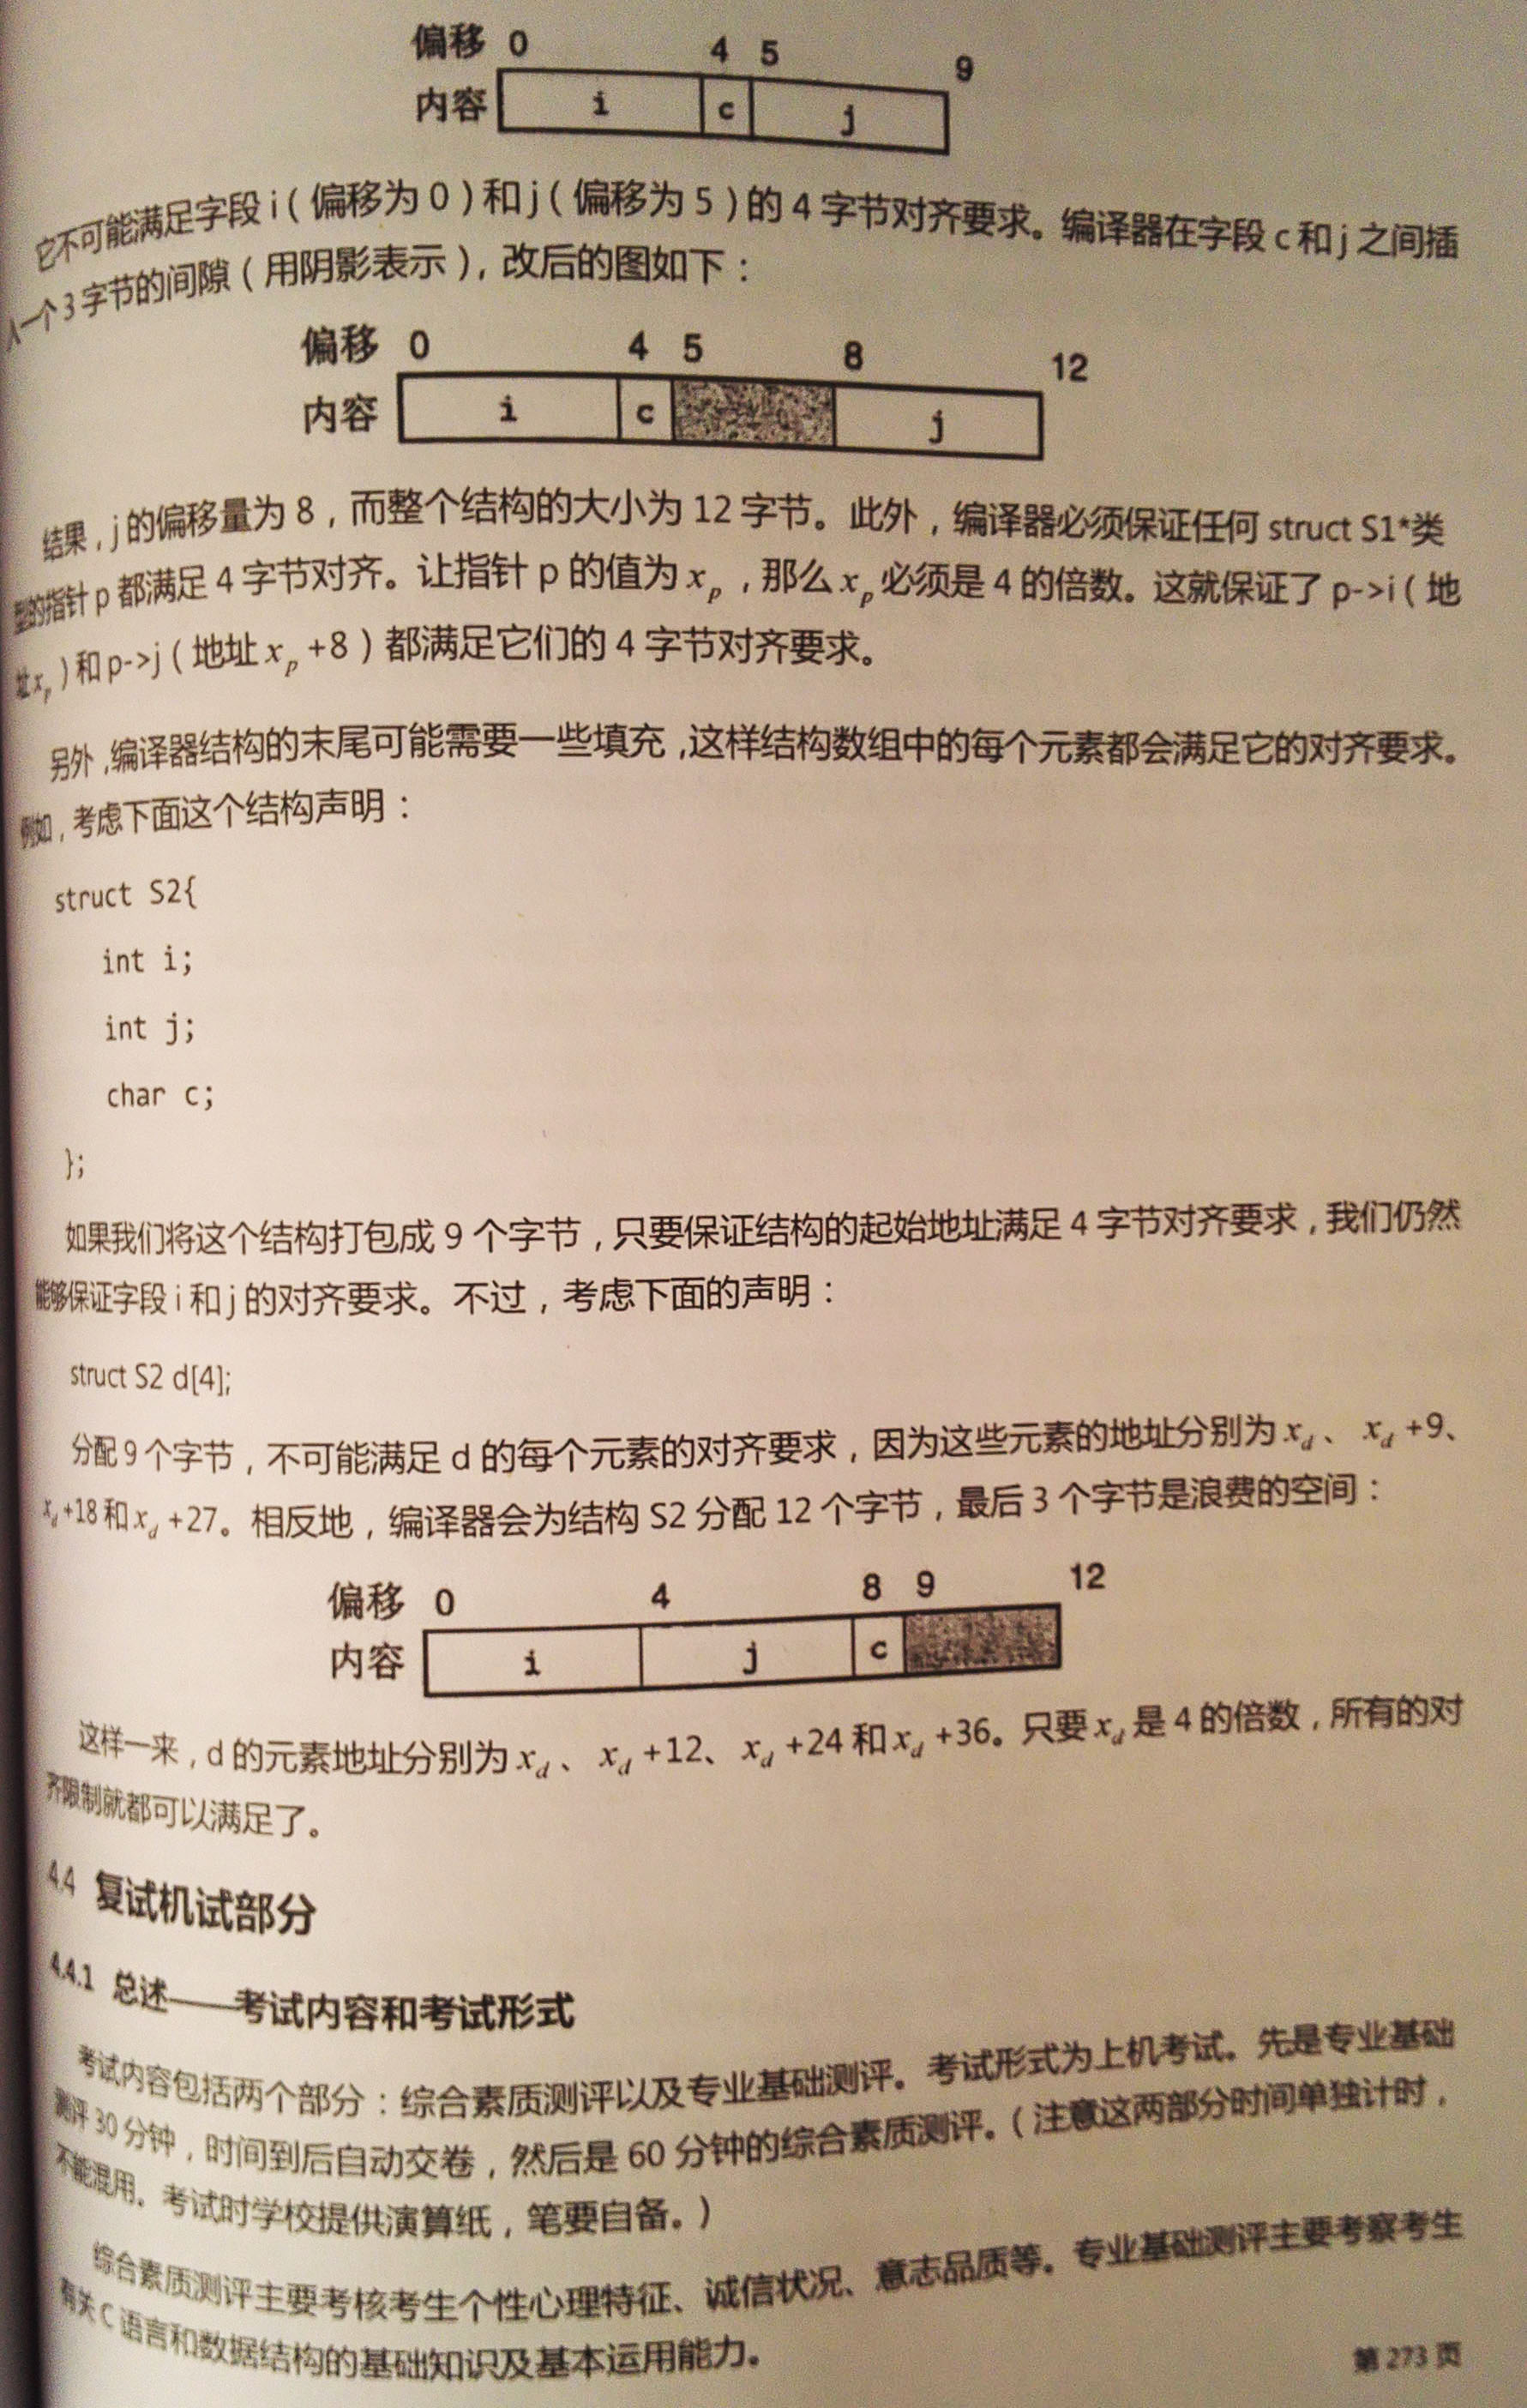 偏移 0 4 5 9
内容 i c j
它不可能满足字段 i ( 偏移为 0 ) 和 j ( 偏移为 5 ) 的 4 字节对齐要求。编译器在字段 c 和 j 之间插
入一个 3 字节的间隙 ( 用阴影表示 ) , 改后的图如下 :
偏移 0 4 5 8 12
内容 i c j
结果 , j 的偏移量为 8 , 而整个结构的大小为 12 字节。此外 , 编译器必须保证任何 struct S1*类
型的指针 p 都满足 4 字节对齐。让指针 p 的值为 xp , 那么 xp 必须是 4 的倍数。这就保证了 p->i ( 地
址 xp ) 和 p->j ( 地址 xp +8 ) 都满足它们的 4 字节对齐要求。
另外 ,编译器结构的末尾可能需要一些填充 ,这样结构数组中的每个元素都会满足它的对齐要求。
例如 , 考虑下面这个结构声明 :
struct S2{
int i;
int j;
char c;
};
如果我们将这个结构打包成 9 个字节 , 只要保证结构的起始地址满足 4 字节对齐要求 , 我们仍然
能够保证字段 i 和 j 的对齐要求。不过 , 考虑下面的声明 :
struct S2 d[4];
分配 9 个字节 , 不可能满足 d 的每个元素的对齐要求 , 因为这些元素的地址分别为 xd 、 xd +9、
xd +18 和 xd +27。相反地 , 编译器会为结构 S2 分配 12 个字节 , 最后 3 个字节是浪费的空间 :
偏移 0 4 8 9 12
内容 i j c
这样一来 , d 的元素地址分别为 xd 、 xd +12、 xd +24 和 xd +36。只要 xd 是 4 的倍数 , 所有的对
齐限制就都可以满足了。
4.4 复试机试部分
4.4.1 总述——考试内容和考试形式
考试内容包括两个部分 : 综合素质测评以及专业基础测评。考试形式为上机考试。先是专业基础
测评 30 分钟 , 时间到后自动交卷 , 然后是 60 分钟的综合素质测评。( 注意这两部分时间单独计时 ,
不能混用。考试时学校提供演算纸 , 笔要自备。)
综合素质测评主要考核考生个性心理特征、诚信状况、意志品质等。专业基础测评主要考察考生
有关 C 语言和数据结构的基础知识及基本运用能力。
第 273 页